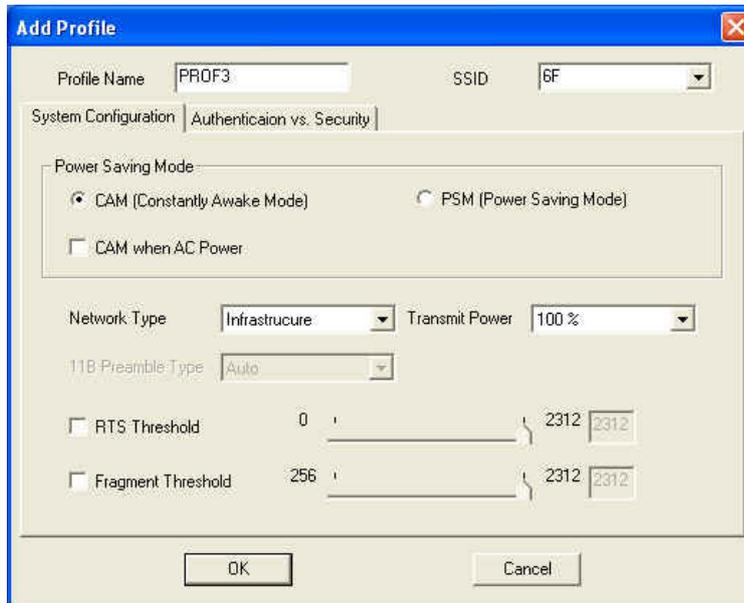 Add Profile
Profile Name PROF3 SSID 6F
System Configuration Authenticaion vs. Security
Power Saving Mode
CAM (Constantly Awake Mode) PSM (Power Saving Mode)
CAM when AC Power
Network Type Infrastrucure Transmit Power 100 %
11B Preamble Type Auto
RTS Threshold 0 2312 2312
Fragment Threshold 256 2312 2312
OK Cancel